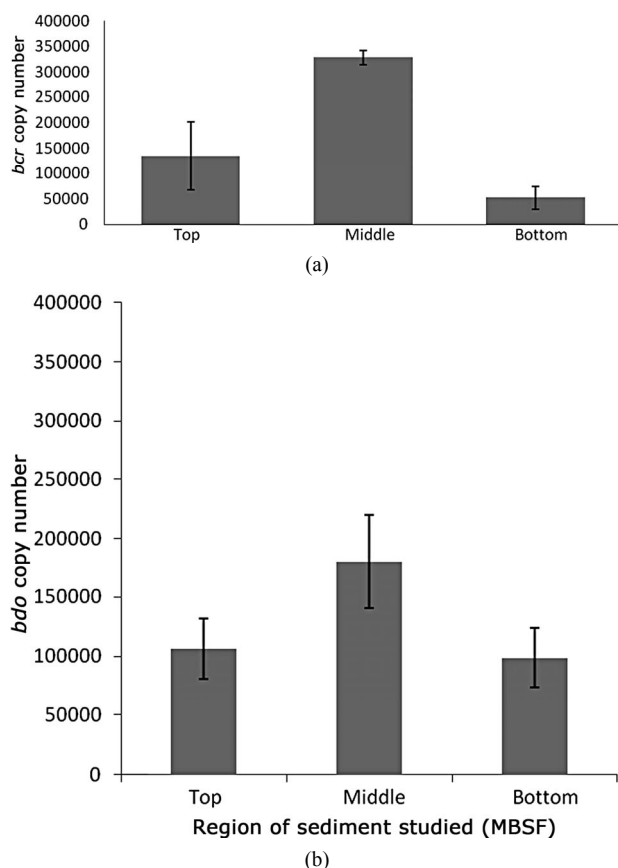 400000
350000
300000
250000
200000
150000
100000
50000
0
bcr copy number
Top Middle Bottom
(a)
400000
350000
300000
250000
200000
150000
100000
50000
0
bdo copy number
Top Middle Bottom
Region of sediment studied (MBSF)
(b)